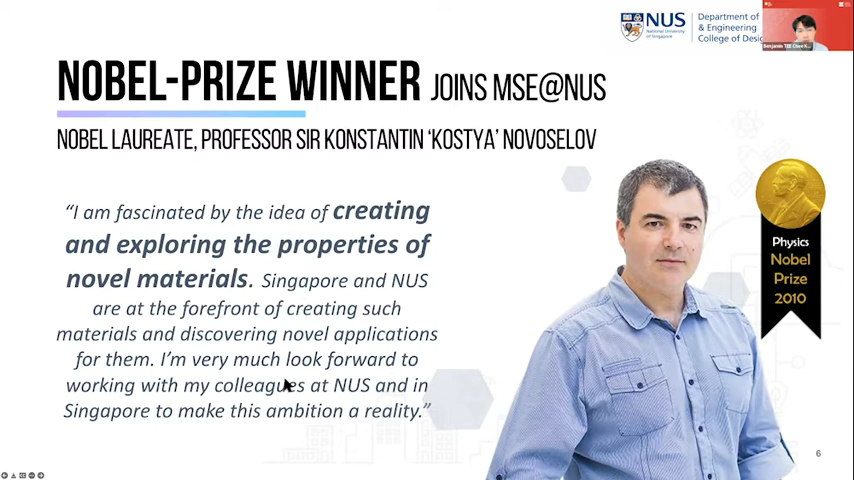 NUS
National University
of Singapore
Department of
& Engineering
College of Desi
Benjamin TEE Chee K...
NOBEL-PRIZE WINNER JOINS MSE@NUS
NOBEL LAUREATE, PROFESSOR SIR KONSTANTIN ‘KOSTYA’ NOVOSELOV
“I am fascinated by the idea of creating
and exploring the properties of
novel materials. Singapore and NUS
are at the forefront of creating such
materials and discovering novel applications
for them. I’m very much look forward to
working with my colleagues at NUS and in
Singapore to make this ambition a reality.”
Physics
Nobel
Prize
2010
6